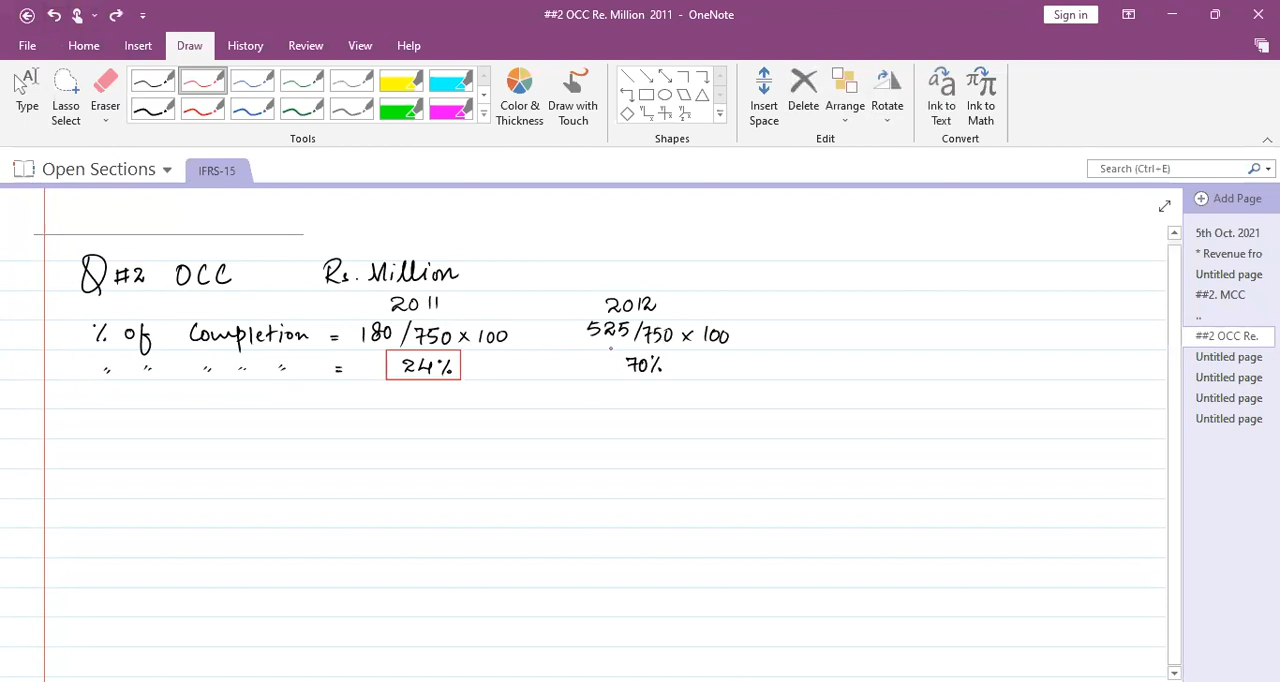 ##2 OCC Re. Million 2011 - OneNote
Sign in
File Home Insert Draw History Review View Help
Type
Lasso Select
Eraser
Color & Thickness
Draw with Touch
Insert Space
Delete
Arrange
Rotate
Ink to Text
Ink to Math
Tools
Shapes
Edit
Convert
Open Sections
IFRS-15
Search (Ctrl+E)
Add Page
5th Oct. 2021
* Revenue fro
Untitled page
##2. MCC
..
##2 OCC Re.
Untitled page
Untitled page
Untitled page
Untitled page
Q #2 OCC Rs. Million
2011 2012
% of Completion = 180/750 × 100 525/750 × 100
" " " " " = 24% 70%